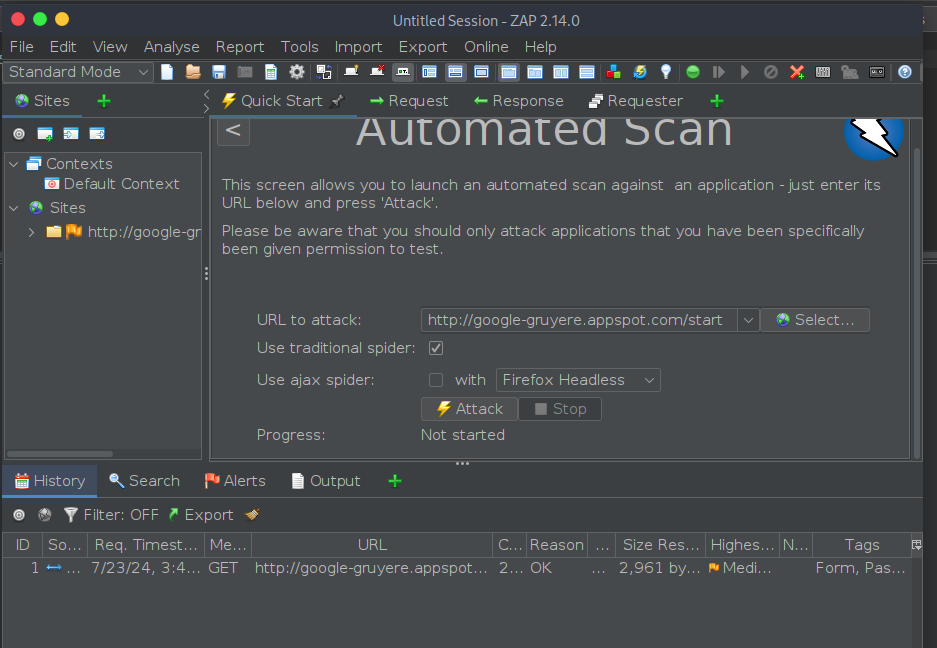 Untitled Session - ZAP 2.14.0
File Edit View Analyse Report Tools Import Export Online Help
Standard Mode
Sites
Quick Start Request Response Requester
< Automated Scan
Contexts
Default Context
Sites
http://google-gr
This screen allows you to launch an automated scan against an application - just enter its
URL below and press 'Attack'.
Please be aware that you should only attack applications that you have been specifically
been given permission to test.
URL to attack: http://google-gruyere.appspot.com/start Select...
Use traditional spider:
Use ajax spider: with Firefox Headless
Attack Stop
Progress: Not started
History Search Alerts Output
Filter: OFF Export
ID So... Req. Timest... Me... URL C... Reason ... Size Res... Highes... N... Tags
1 ... 7/23/24, 3:4... GET http://google-gruyere.appspot... 2... OK ... 2,961 by... Medi... Form, Pas...